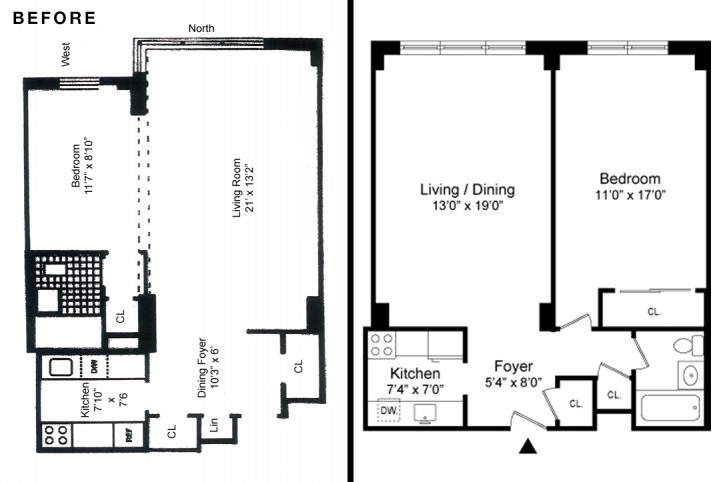 BEFORE
North
West
Bedroom
11'7" x 8'10"
Living Room
21' x 13'2"
CL
Dining Foyer
10'3" x 6'
CL
DW
Kitchen
7'10"
x
7'6
REF
CL
Lin
Living / Dining
13'0" x 19'0"
Bedroom
11'0" x 17'0"
CL.
Kitchen
7'4" x 7'0"
DW.
Foyer
5'4" x 8'0"
CL.
CL.